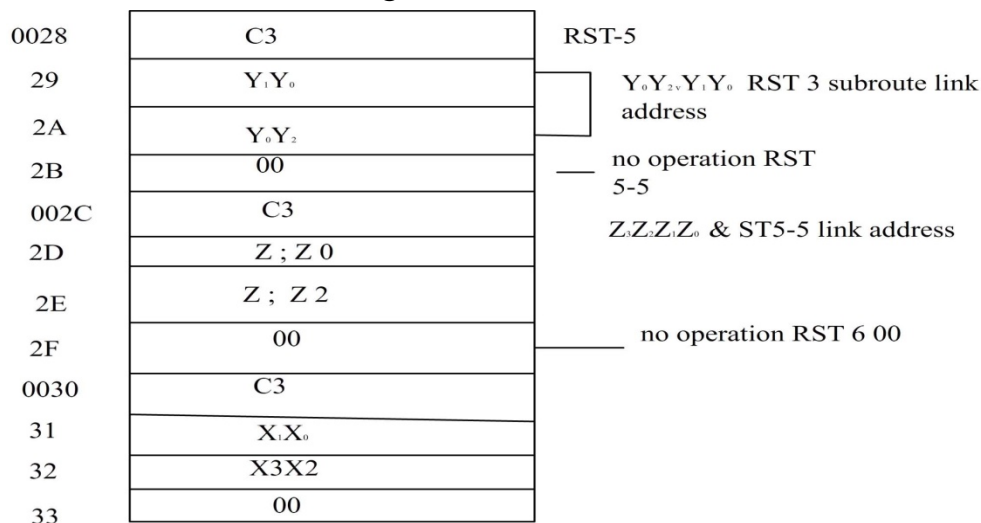 0028 C3 RST-5
29 Y₁Y₀ Y₀Y₂ᵥY₁Y₀ RST 3 subroute link
address
2A Y₀Y₂
2B 00 no operation RST
5-5
002C C3
Z₃Z₂Z₁Z₀ & ST5-5 link address
2D Z ; Z 0
2E Z ; Z 2
2F 00 no operation RST 6 00
0030 C3
31 X₁X₀
32 X3X2
33 00